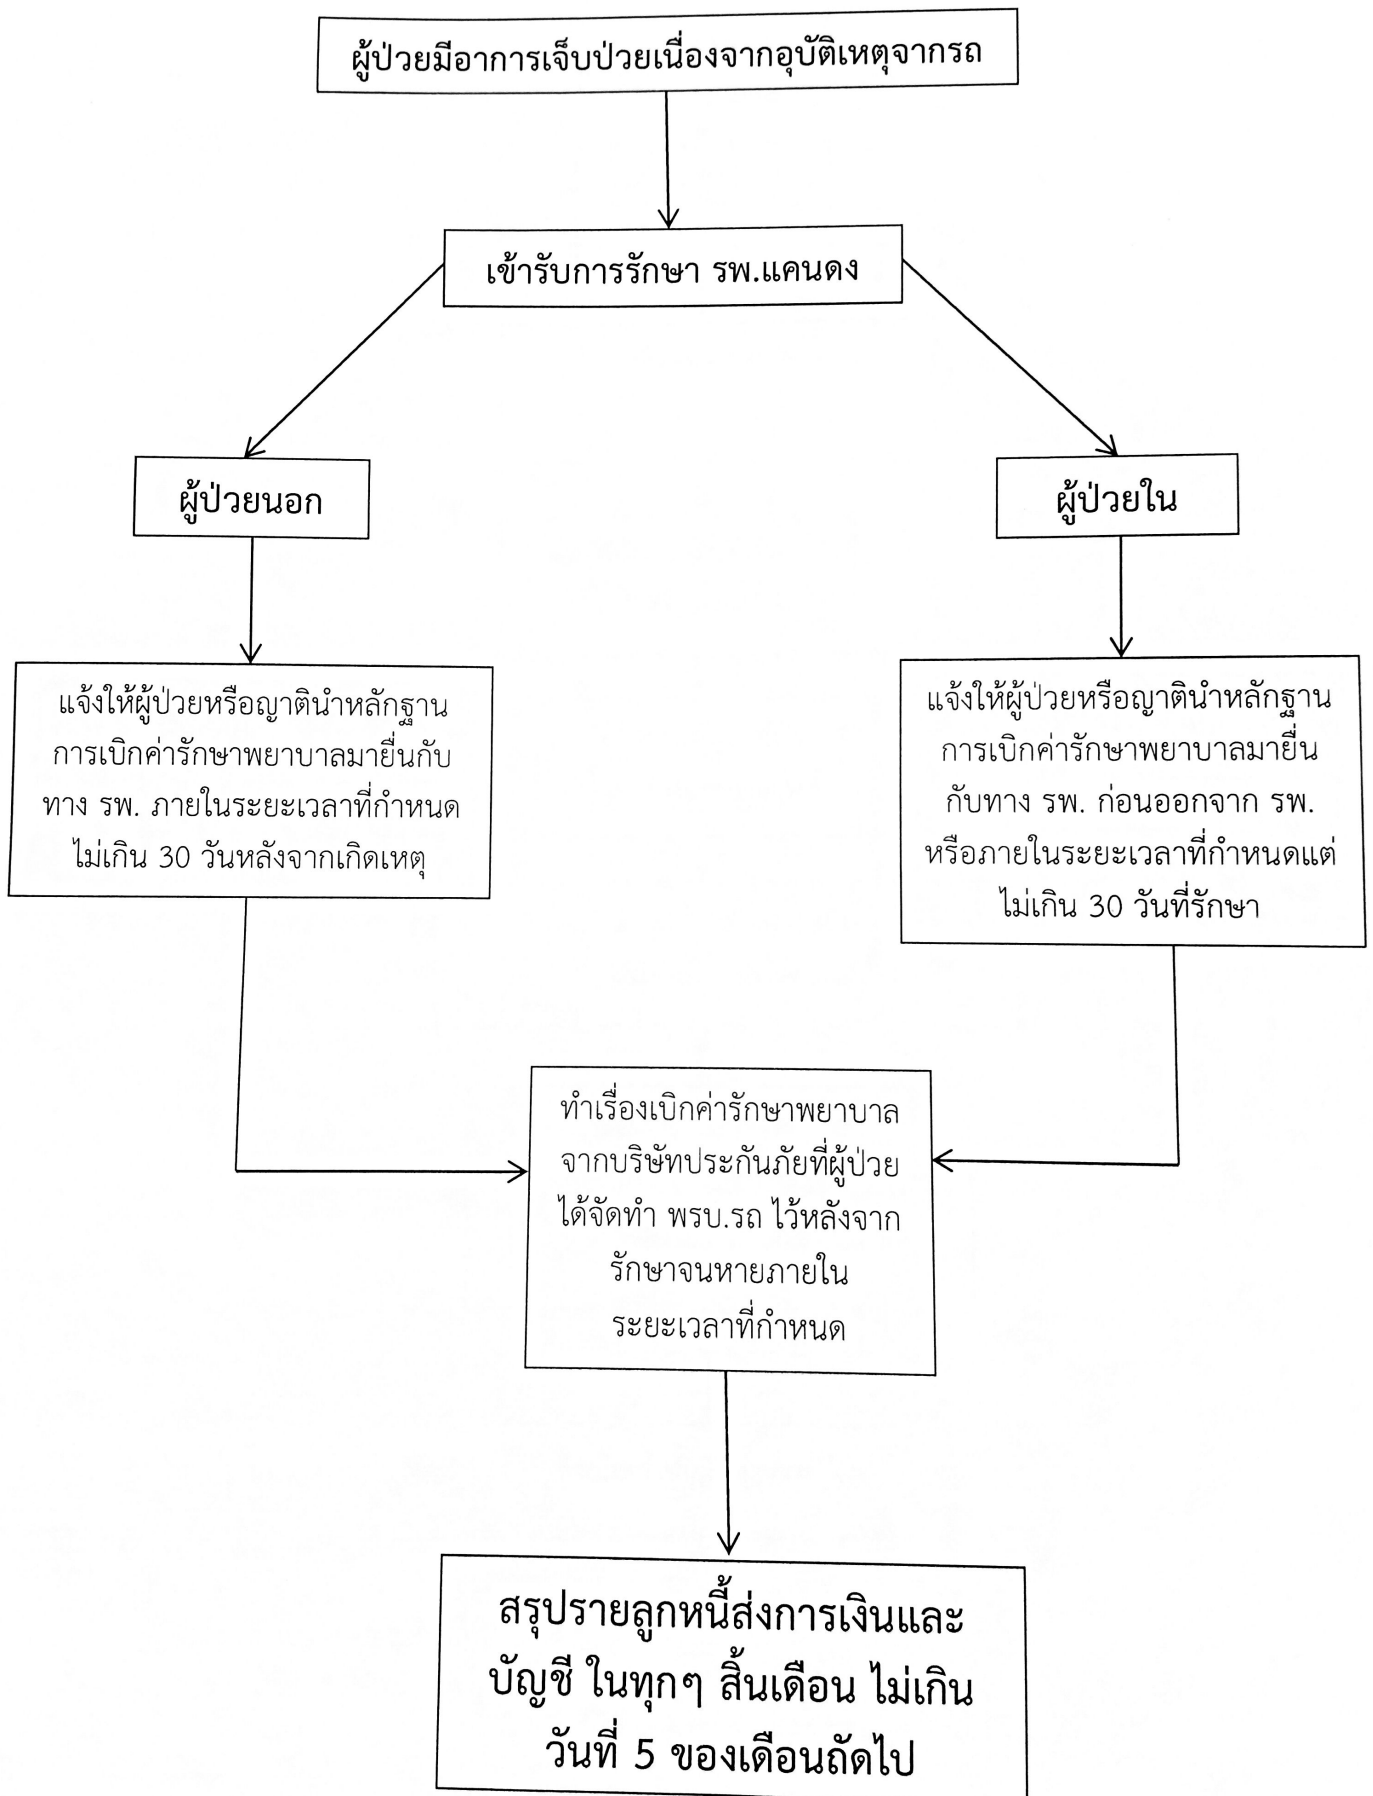 ผู้ป่วยมีอาการเจ็บป่วยเนื่องจากอุบัติเหตุจากรถ
เข้ารับการรักษา รพ.แคนดง
ผู้ป่วยนอก
ผู้ป่วยใน
แจ้งให้ผู้ป่วยหรือญาตินำหลักฐาน
การเบิกค่ารักษาพยาบาลมายื่นกับ
ทาง รพ. ภายในระยะเวลาที่กำหนด
ไม่เกิน 30 วันหลังจากเกิดเหตุ
แจ้งให้ผู้ป่วยหรือญาตินำหลักฐาน
การเบิกค่ารักษาพยาบาลมายื่น
กับทาง รพ. ก่อนออกจาก รพ.
หรือภายในระยะเวลาที่กำหนดแต่
ไม่เกิน 30 วันที่รักษา
ทำเรื่องเบิกค่ารักษาพยาบาล
จากบริษัทประกันภัยที่ผู้ป่วย
ได้จัดทำ พรบ.รถ ไว้หลังจาก
รักษาจนหายภายใน
ระยะเวลาที่กำหนด
สรุปรายลูกหนี้ส่งการเงินและ
บัญชี ในทุกๆ สิ้นเดือน ไม่เกิน
วันที่ 5 ของเดือนถัดไป